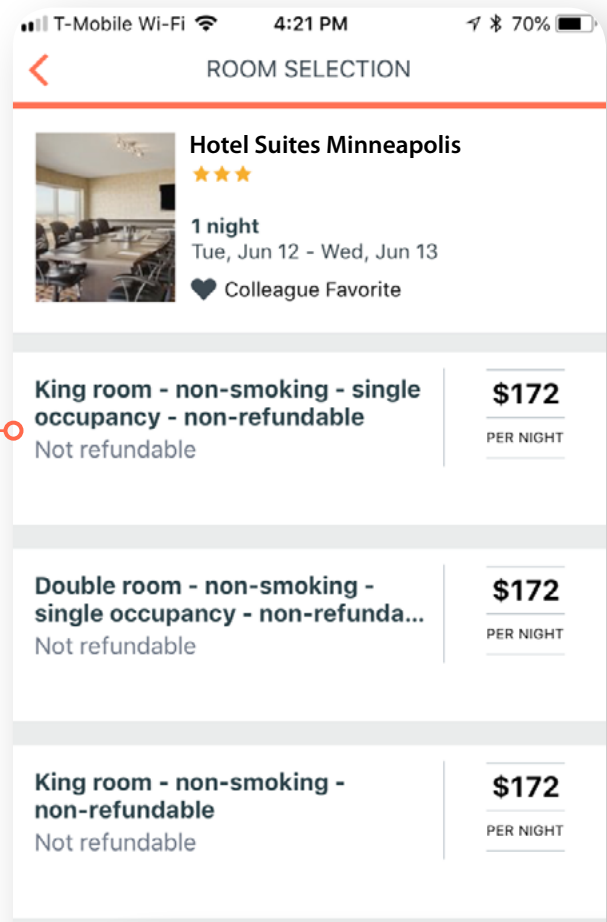 T-Mobile Wi-Fi 4:21 PM 70%
ROOM SELECTION
Hotel Suites Minneapolis
1 night
Tue, Jun 12 - Wed, Jun 13
Colleague Favorite
King room - non-smoking - single
occupancy - non-refundable
Not refundable
$172
PER NIGHT
Double room - non-smoking -
single occupancy - non-refunda...
Not refundable
$172
PER NIGHT
King room - non-smoking -
non-refundable
Not refundable
$172
PER NIGHT